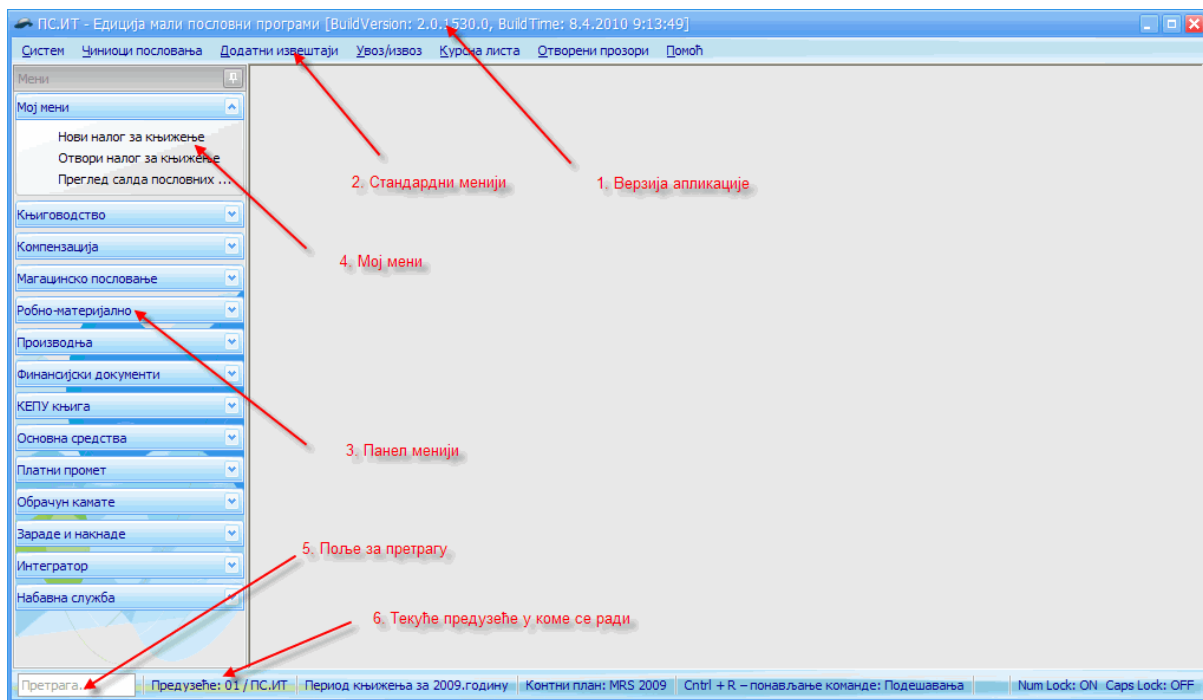 ПС.ИТ - Едиција мали пословни програми [BuildVersion: 2.0.1530.0, BuildTime: 8.4.2010 9:13:49]
Систем Чиниоци пословања Додатни извештаји Увоз/извоз Курсна листа Отворени прозори Помоћ
Мени
Мој мени
Нови налог за књижење
Отвори налог за књижење
Преглед салда пословних ...
2. Стандардни менији
1. Верзија апликације
Књиговодство
Компензација
4. Мој мени
Магацинско пословање
Робно-материјално
Производња
Финансијски документи
КЕПУ књига
Основна средства
3. Панел менији
Платни промет
Обрачун камате
Зараде и накнаде
5. Поље за претрагу
Интегратор
Набавна служба
6. Текуће предузеће у коме се ради
Претрага... Предузеће: 01 / ПС.ИТ Период књижења за 2009.годину Контни план: MRS 2009 Cntrl + R – понављање команде: Подешавања Num Lock: ON Caps Lock: OFF